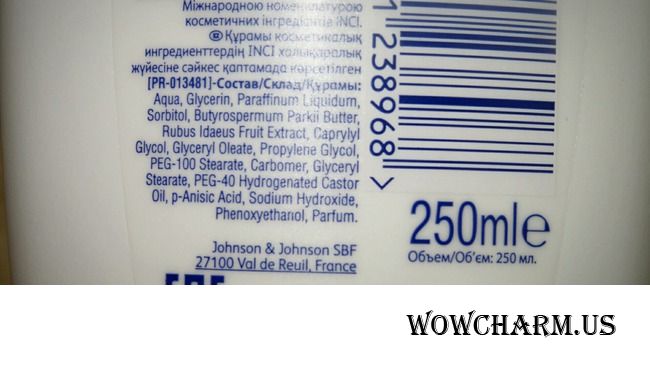 Міжнародною номенклатурою
косметичних інгредієнтів INCI.
Құрамы косметикалық
ингредиенттердің INCI халықаралық
жүйесіне сәйкес қаптамада көрсетілген
[PR-013481]-Состав/Склад/Құрамы:
Aqua, Glycerin, Paraffinum Liquidum,
Sorbitol, Butyrospermum Parkii Butter,
Rubus Idaeus Fruit Extract, Caprylyl
Glycol, Glyceryl Oleate, Propylene Glycol,
PEG-100 Stearate, Carbomer, Glyceryl
Stearate, PEG-40 Hydrogenated Castor
Oil, p-Anisic Acid, Sodium Hydroxide,
Phenoxyethanol, Parfum.
Johnson & Johnson SBF
27100 Val de Reuil, France
1 238968 >
250ml℮
Объем/Об'єм: 250 мл.
WOWCHARM.US